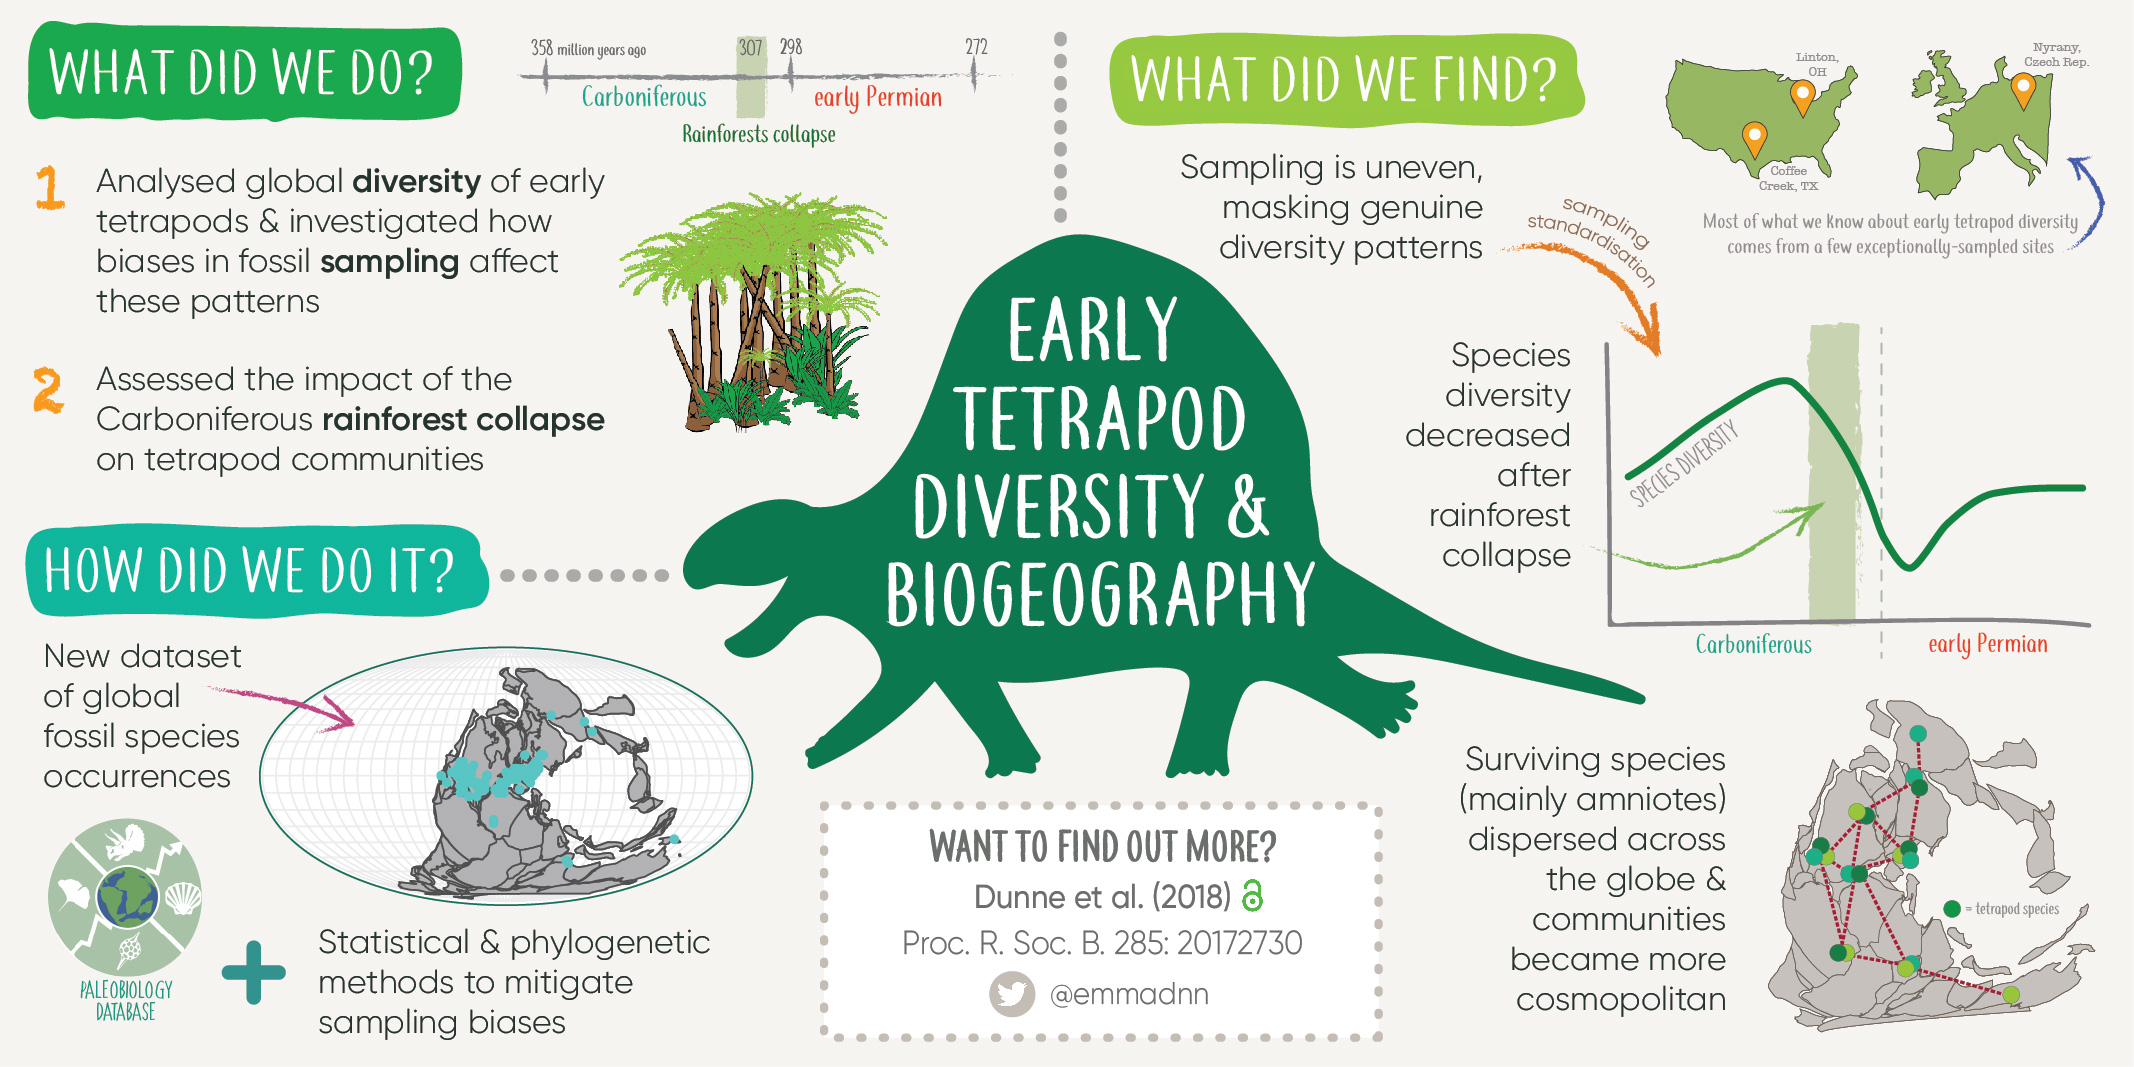 WHAT DID WE DO?
358 million years ago
307
298
272
Carboniferous
early Permian
Rainforests collapse
1
Analysed global diversity of early
tetrapods & investigated how
biases in fossil sampling affect
these patterns
2
Assessed the impact of the
Carboniferous rainforest collapse
on tetrapod communities
HOW DID WE DO IT?
New dataset
of global
fossil species
occurrences
PALEOBIOLOGY
DATABASE
+
Statistical & phylogenetic
methods to mitigate
sampling biases
EARLY
TETRAPOD
DIVERSITY &
BIOGEOGRAPHY
WANT TO FIND OUT MORE?
Dunne et al. (2018)
Proc. R. Soc. B. 285: 20172730
@emmadnn
WHAT DID WE FIND?
Sampling is uneven,
masking genuine
diversity patterns
sampling
standardisation
Linton,
OH
Coffee
Creek, TX
Nyrany,
Czech Rep.
Most of what we know about early tetrapod diversity
comes from a few exceptionally-sampled sites
Species
diversity
decreased
after
rainforest
collapse
SPECIES DIVERSITY
Carboniferous
early Permian
Surviving species
(mainly amniotes)
dispersed across
the globe &
communities
became more
cosmopolitan
= tetrapod species